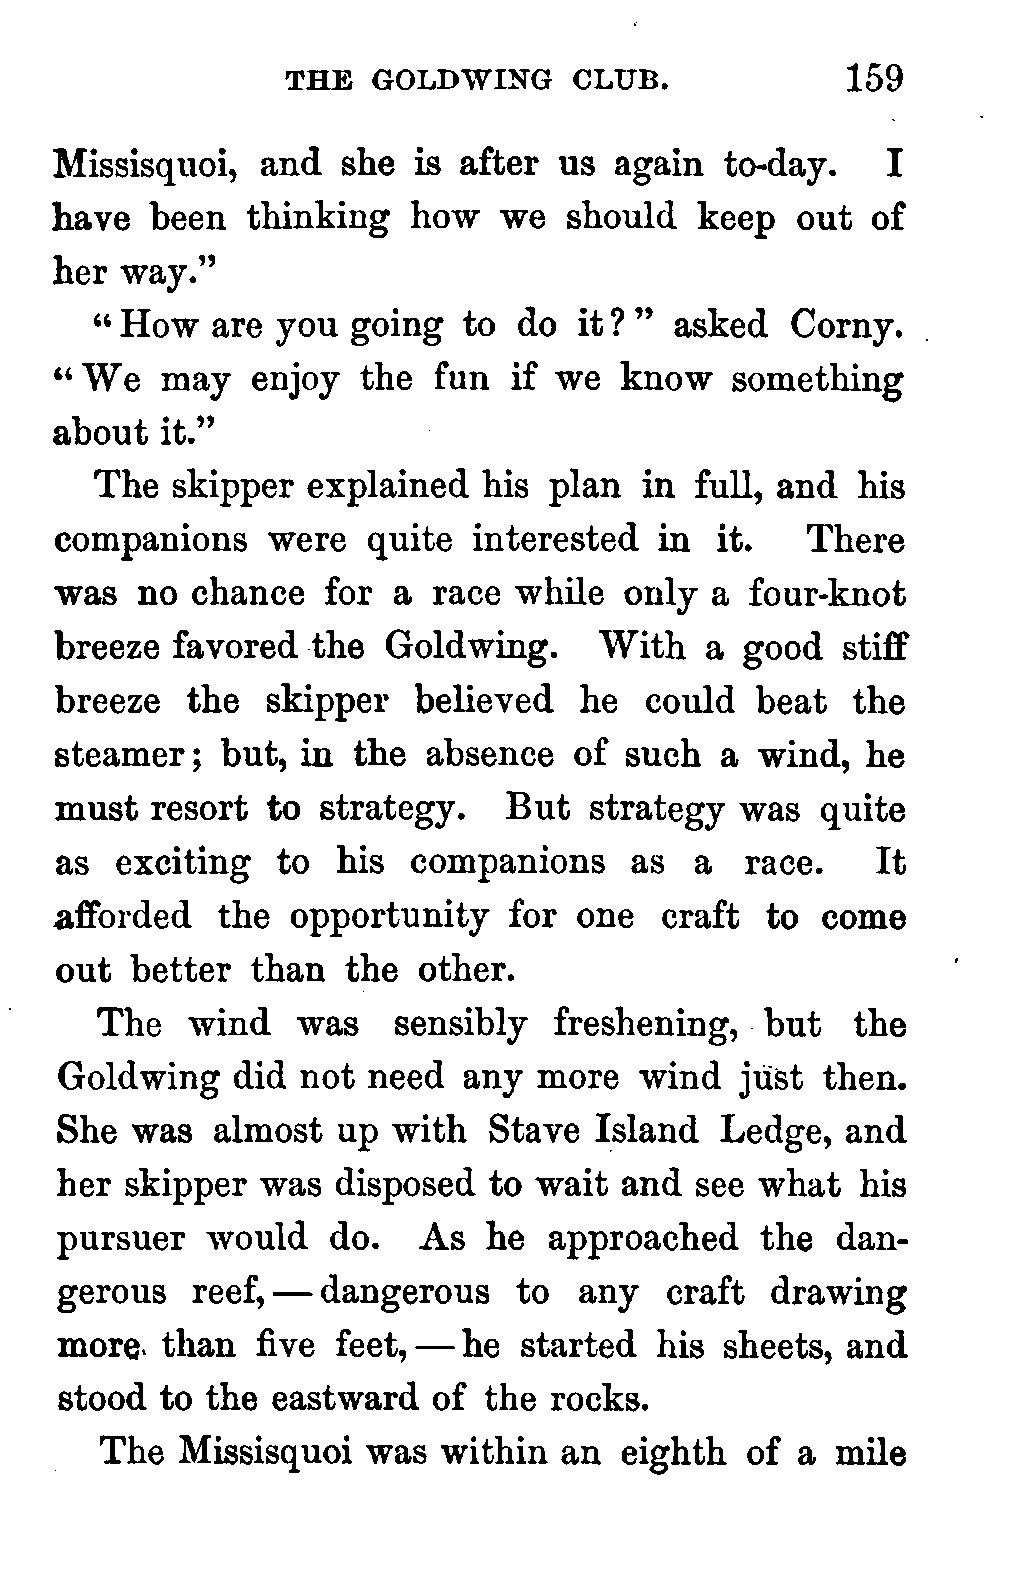 THE GOLDWING CLUB. 159
Missisquoi, and she is after us again to-day. I
have been thinking how we should keep out of
her way."
"How are you going to do it?" asked Corny.
"We may enjoy the fun if we know something
about it."
The skipper explained his plan in full, and his
companions were quite interested in it. There
was no chance for a race while only a four-knot
breeze favored the Goldwing. With a good stiff
breeze the skipper believed he could beat the
steamer; but, in the absence of such a wind, he
must resort to strategy. But strategy was quite
as exciting to his companions as a race. It
afforded the opportunity for one craft to come
out better than the other.
The wind was sensibly freshening, but the
Goldwing did not need any more wind just then.
She was almost up with Stave Island Ledge, and
her skipper was disposed to wait and see what his
pursuer would do. As he approached the dan-
gerous reef,—dangerous to any craft drawing
more than five feet,—he started his sheets, and
stood to the eastward of the rocks.
The Missisquoi was within an eighth of a mile